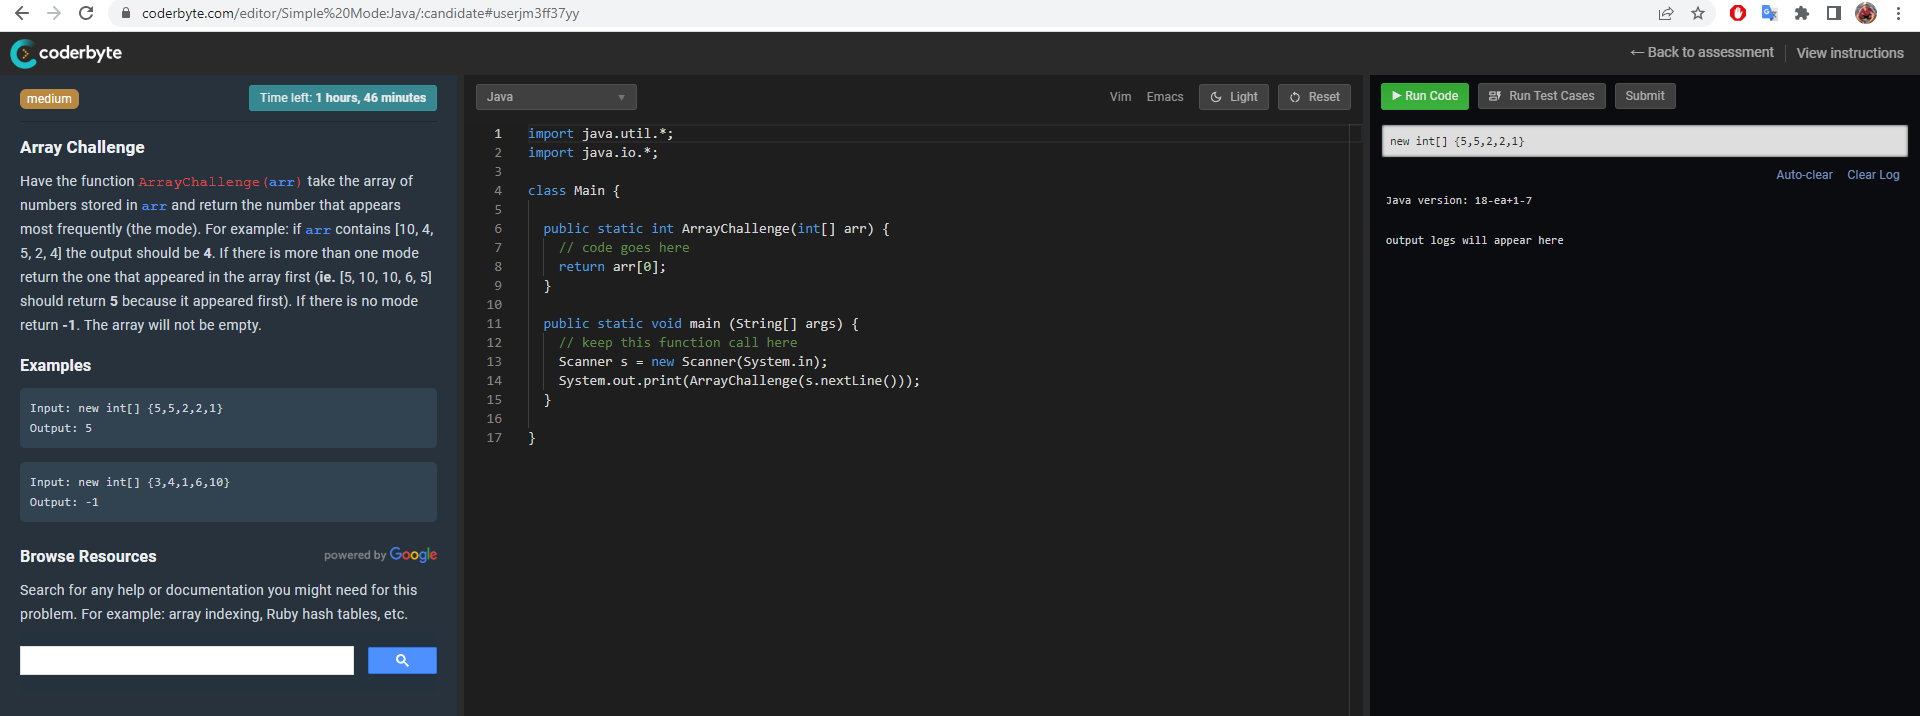 coderbyte.com/editor/Simple%20Mode:Java/:candidate#userjm3ff37yy
coderbyte
← Back to assessment
View instructions
medium
Time left: 1 hours, 46 minutes
Array Challenge
Have the function ArrayChallenge(arr) take the array of
numbers stored in arr and return the number that appears
most frequently (the mode). For example: if arr contains [10, 4,
5, 2, 4] the output should be 4. If there is more than one mode
return the one that appeared in the array first (ie. [5, 10, 10, 6, 5]
should return 5 because it appeared first). If there is no mode
return -1. The array will not be empty.
Examples
Input: new int[] {5,5,2,2,1}
Output: 5
Input: new int[] {3,4,1,6,10}
Output: -1
Browse Resources
powered by Google
Search for any help or documentation you might need for this
problem. For example: array indexing, Ruby hash tables, etc.
Java
Vim
Emacs
Light
Reset
1 import java.util.*;
2 import java.io.*;
3
4 class Main {
5
6 public static int ArrayChallenge(int[] arr) {
7 // code goes here
8 return arr[0];
9 }
10
11 public static void main (String[] args) {
12 // keep this function call here
13 Scanner s = new Scanner(System.in);
14 System.out.print(ArrayChallenge(s.nextLine()));
15 }
16
17 }
Run Code
Run Test Cases
Submit
new int[] {5,5,2,2,1}
Auto-clear
Clear Log
Java version: 18-ea+1-7
output logs will appear here